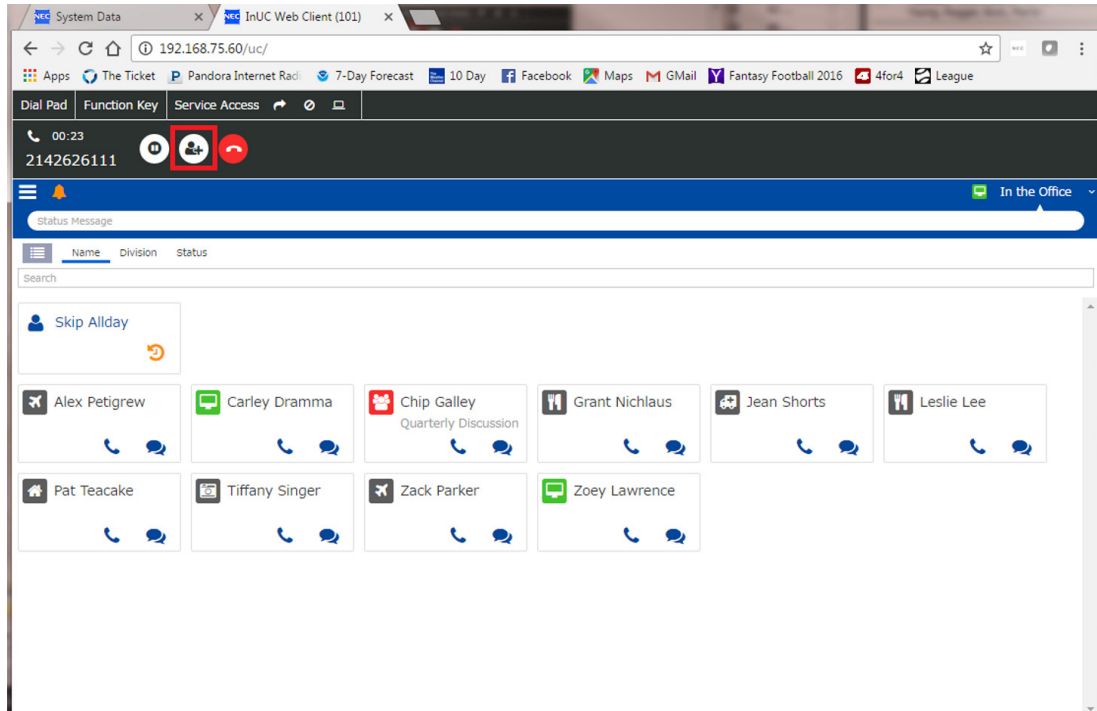 NEC System Data NEC InUC Web Client (101)
192.168.75.60/uc/
Apps The Ticket Pandora Internet Radi 7-Day Forecast 10 Day Facebook Maps GMail Fantasy Football 2016 4for4 League
Dial Pad Function Key Service Access
00:23
2142626111
In the Office
Status Message
Name Division Status
Search
Skip Allday
Alex Petigrew Carley Dramma Chip Galley Grant Nichlaus Jean Shorts Leslie Lee
Quarterly Discussion
Pat Teacake Tiffany Singer Zack Parker Zoey Lawrence